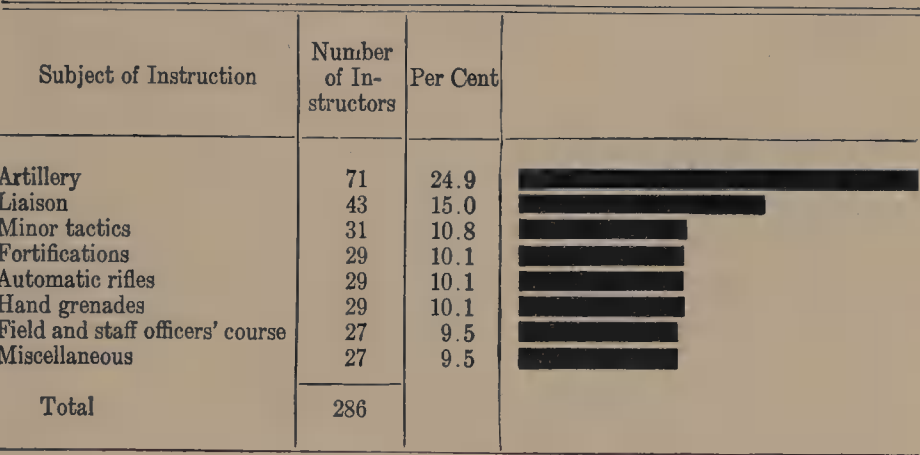 Subject of Instruction Number of In- structors Per Cent
Artillery 71 24.9
Liaison 43 15.0
Minor tactics 31 10.8
Fortifications 29 10.1
Automatic rifles 29 10.1
Hand grenades 29 10.1
Field and staff officers' course 27 9.5
Miscellaneous 27 9.5
Total 286